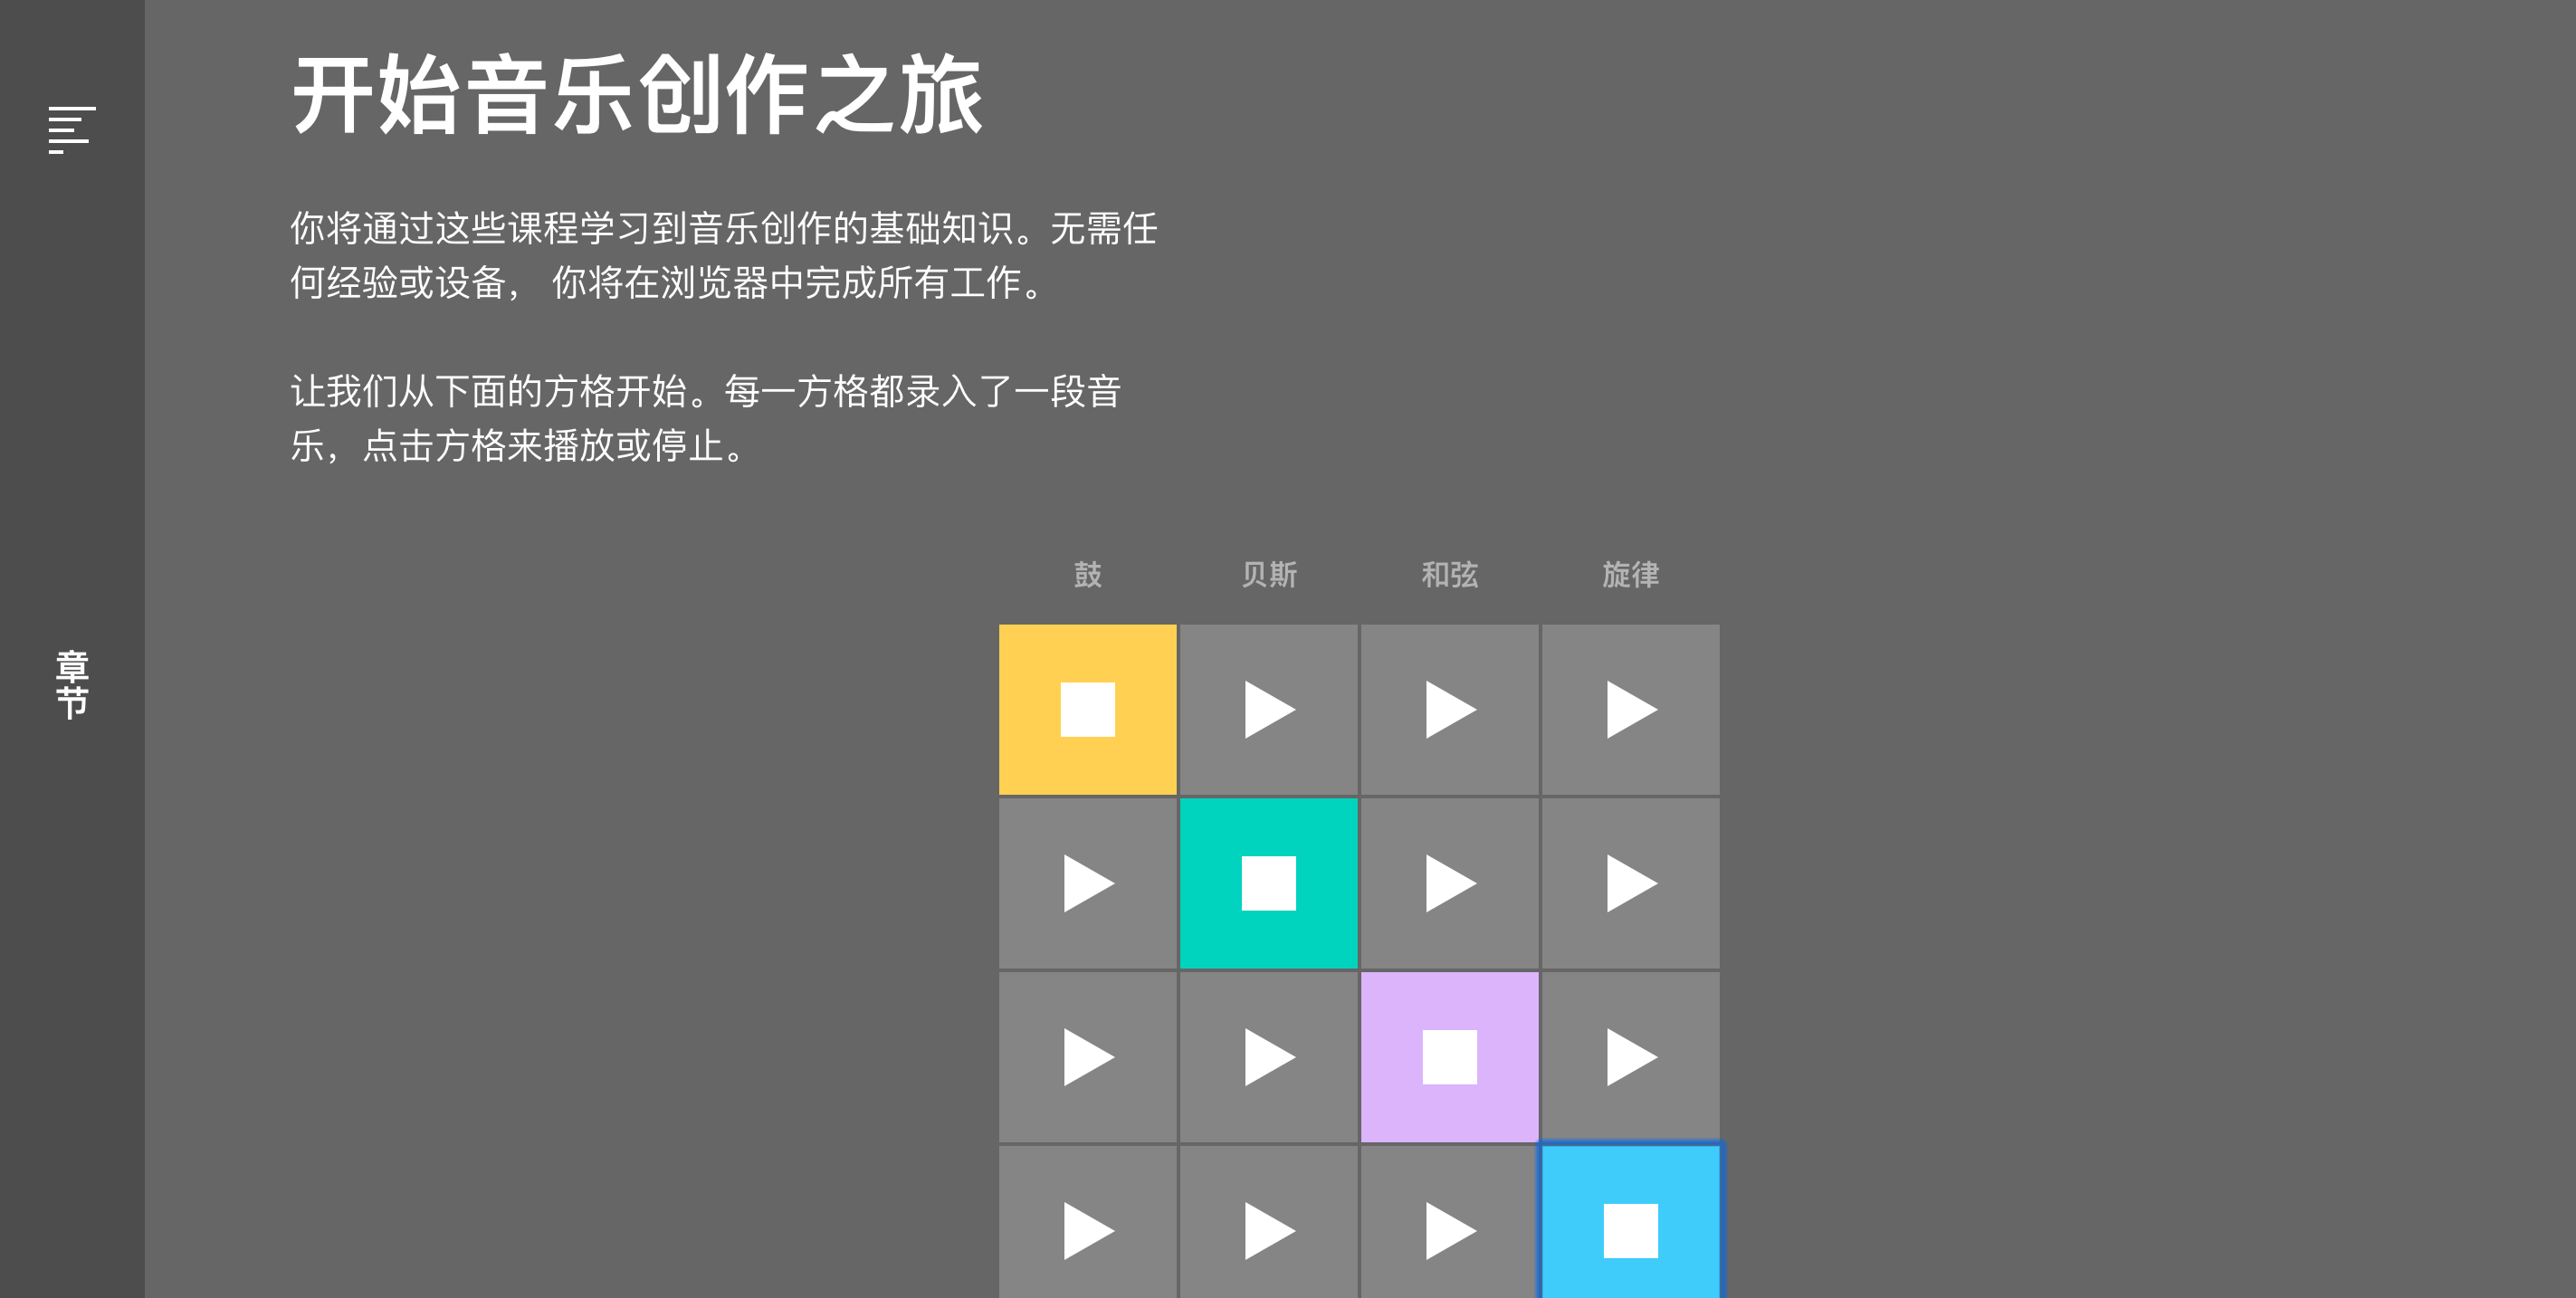 开始音乐创作之旅
你将通过这些课程学习到音乐创作的基础知识。无需任
何经验或设备， 你将在浏览器中完成所有工作。
让我们从下面的方格开始。每一方格都录入了一段音
乐，点击方格来播放或停止。
章节
鼓 贝斯 和弦 旋律